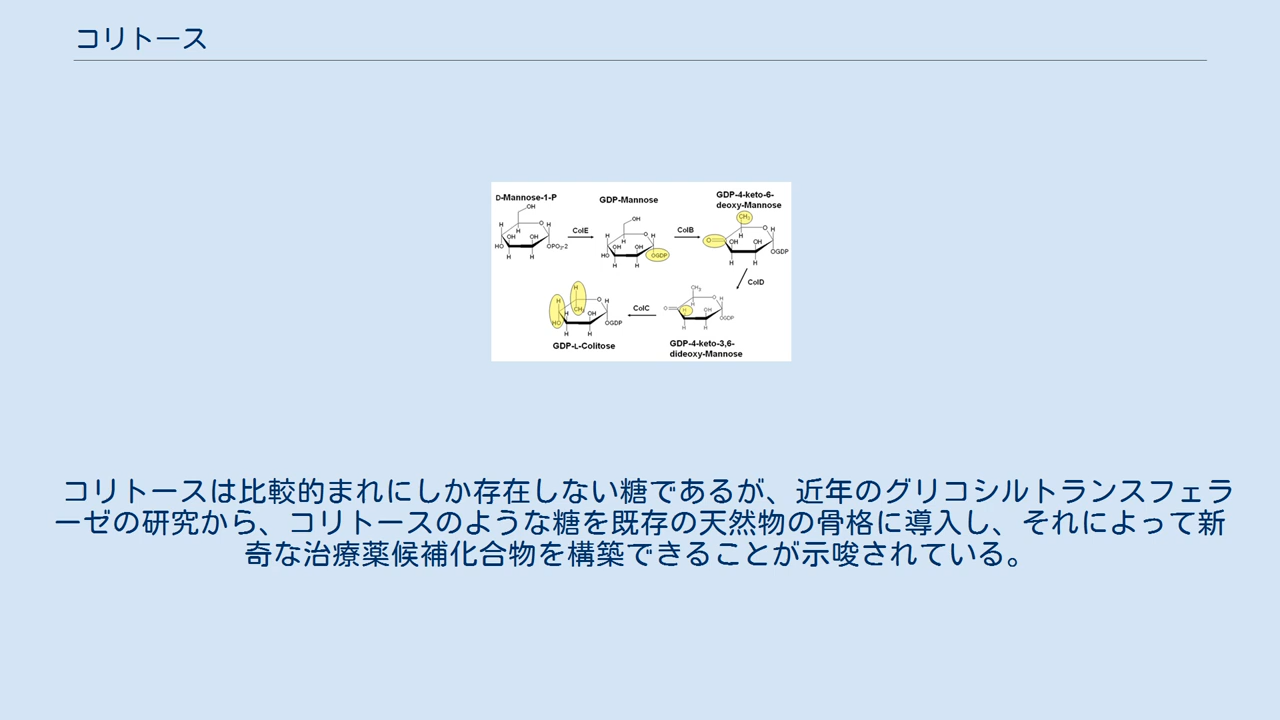 コリトース
D-Mannose-1-P
GDP-Mannose
GDP-4-keto-6-
deoxy-Mannose
ColE
ColB
ColD
ColC
GDP-L-Colitose
GDP-4-keto-3,6-
dideoxy-Mannose
コリトースは比較的まれにしか存在しない糖であるが、近年のグリコシルトランスフェラ
ーゼの研究から、コリトースのような糖を既存の天然物の骨格に導入し、それによって新
奇な治療薬候補化合物を構築できることが示唆されている。